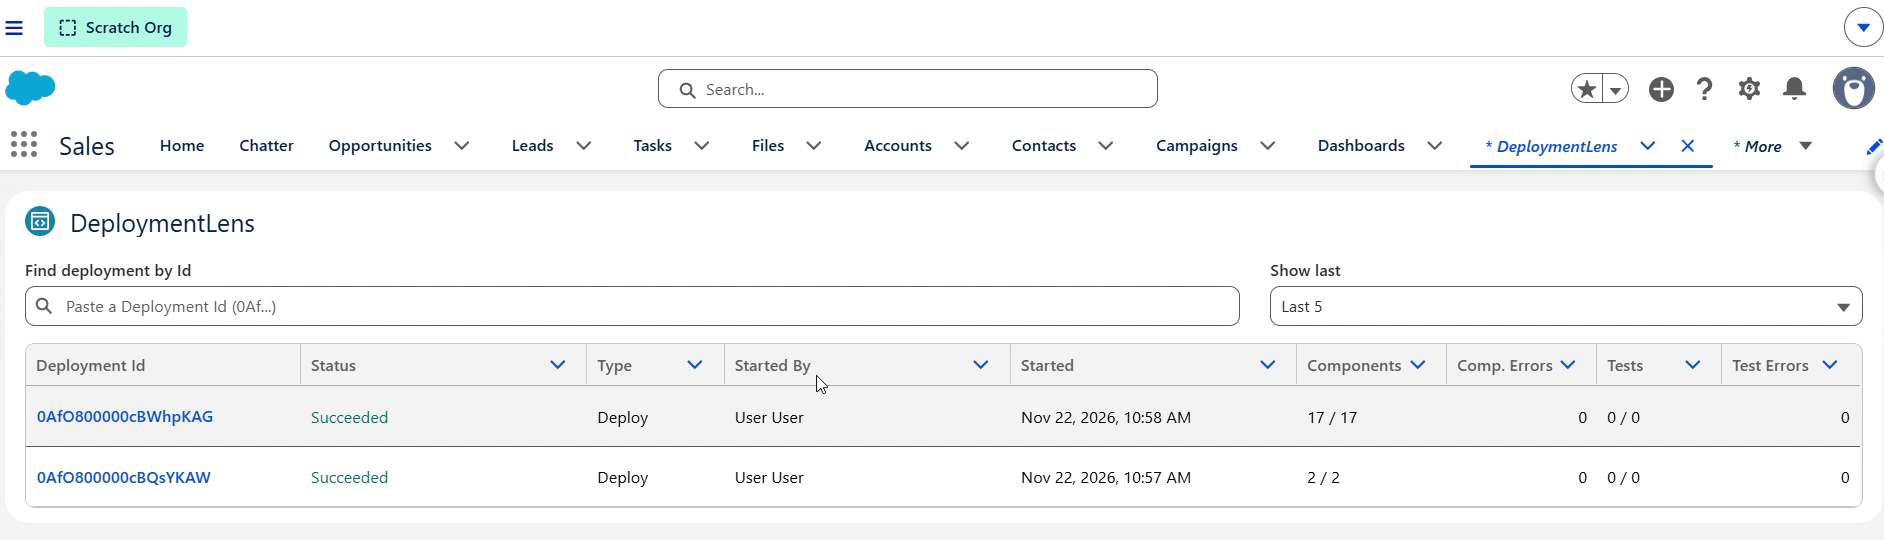 Scratch Org
Search...
Sales Home Chatter Opportunities Leads Tasks Files Accounts Contacts Campaigns Dashboards * DeploymentLens * More
DeploymentLens
Find deployment by Id Show last
Paste a Deployment Id (0Af...) Last 5
Deployment Id Status Type Started By Started Components Comp. Errors Tests Test Errors
0AfO800000cBWhpKAG Succeeded Deploy User User Nov 22, 2026, 10:58 AM 17 / 17 0 0 / 0 0
0AfO800000cBQsYKAW Succeeded Deploy User User Nov 22, 2026, 10:57 AM 2 / 2 0 0 / 0 0